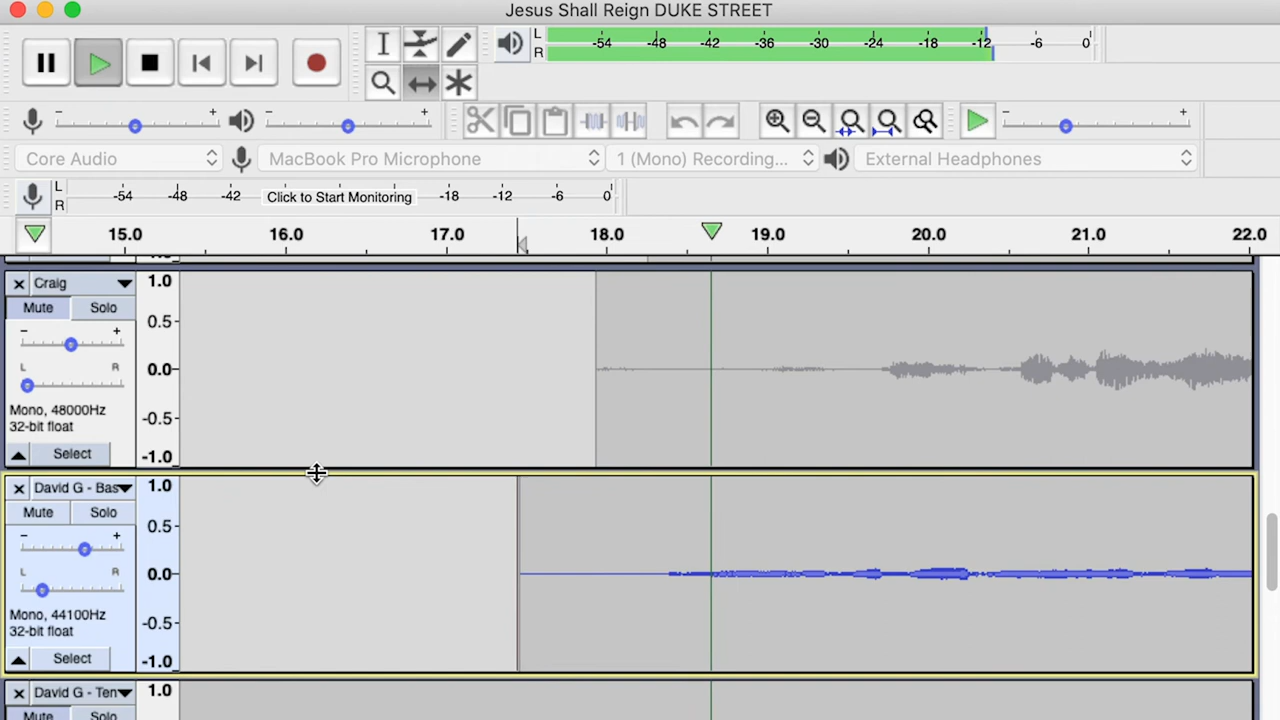 Jesus Shall Reign DUKE STREET
L
R
-54 -48 -42 -36 -30 -24 -18 -12 -6 0
- + - + - +
Core Audio MacBook Pro Microphone 1 (Mono) Recording... External Headphones
L
R
-54 -48 -42 Click to Start Monitoring -18 -12 -6 0
15.0 16.0 17.0 18.0 19.0 20.0 21.0 22.0
Craig
Mute Solo
- +
L R
Mono, 48000Hz
32-bit float
Select
1.0
0.5
0.0
-0.5
-1.0
David G - Bas
Mute Solo
- +
L R
Mono, 44100Hz
32-bit float
Select
1.0
0.5
0.0
-0.5
-1.0
David G - Ten
Mute Solo
1.0